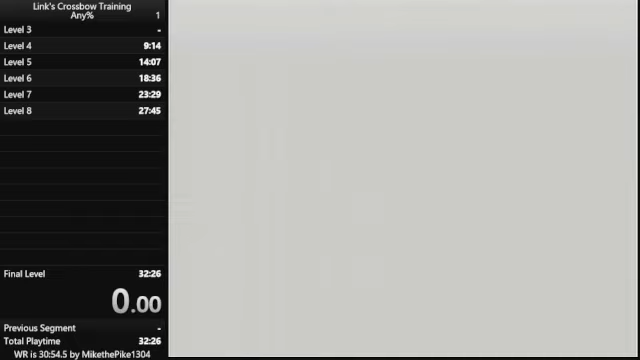 Link's Crossbow Training
Any% 1
Level 3 -
Level 4 9:14
Level 5 14:07
Level 6 18:36
Level 7 23:29
Level 8 27:45
Final Level 32:26
0.00
Previous Segment -
Total Playtime 32:26
WR is 30:54.5 by MikethePike1304